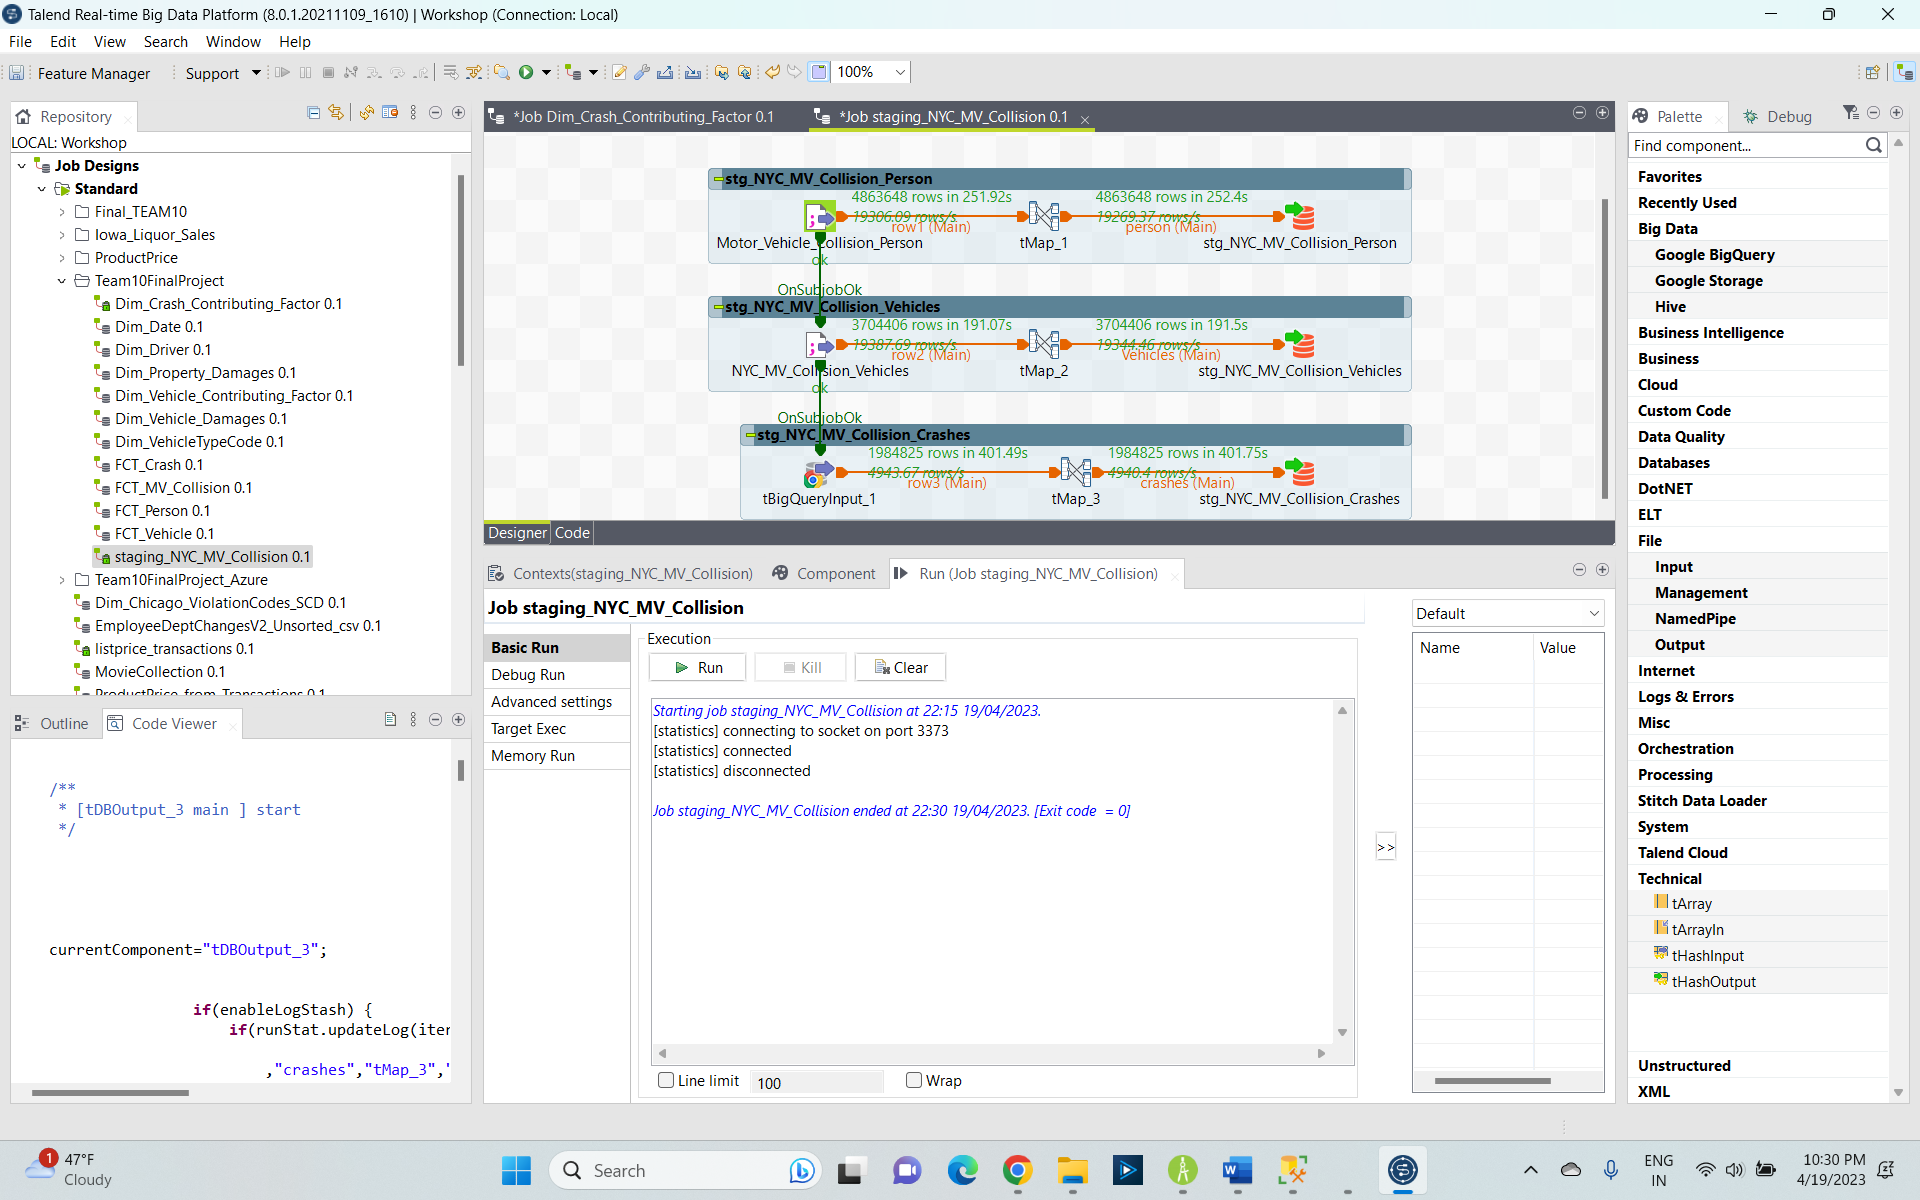 Talend Real-time Big Data Platform (8.0.1.20211109_1610) | Workshop (Connection: Local)
File Edit View Search Window Help
Feature Manager Support 100%
Repository
LOCAL: Workshop
Job Designs
Standard
Final_TEAM10
Iowa_Liquor_Sales
ProductPrice
Team10FinalProject
Dim_Crash_Contributing_Factor 0.1
Dim_Date 0.1
Dim_Driver 0.1
Dim_Property_Damages 0.1
Dim_Vehicle_Contributing_Factor 0.1
Dim_Vehicle_Damages 0.1
Dim_VehicleTypeCode 0.1
FCT_Crash 0.1
FCT_MV_Collision 0.1
FCT_Person 0.1
FCT_Vehicle 0.1
staging_NYC_MV_Collision 0.1
Team10FinalProject_Azure
Dim_Chicago_ViolationCodes_SCD 0.1
EmployeeDeptChangesV2_Unsorted_csv 0.1
listprice_transactions 0.1
MovieCollection 0.1
ProductPrice_from_Transactions 0.1
Outline Code Viewer
/**
* [tDBOutput_3 main ] start
*/
currentComponent="tDBOutput_3";
if(enableLogStash) {
if(runStat.updateLog(iter
,"crashes","tMap_3","
*Job Dim_Crash_Contributing_Factor 0.1 *Job staging_NYC_MV_Collision 0.1
stg_NYC_MV_Collision_Person
4863648 rows in 251.92s 4863648 rows in 252.4s
19306.09 rows/s 19269.37 rows/s
row1 (Main) person (Main)
Motor_Vehicle_Collision_Person tMap_1 stg_NYC_MV_Collision_Person
ok
OnSubjobOk
stg_NYC_MV_Collision_Vehicles
3704406 rows in 191.07s 3704406 rows in 191.5s
19387.69 rows/s 19344.46 rows/s
row2 (Main) Vehicles (Main)
NYC_MV_Collision_Vehicles tMap_2 stg_NYC_MV_Collision_Vehicles
ok
OnSubjobOk
stg_NYC_MV_Collision_Crashes
1984825 rows in 401.49s 1984825 rows in 401.75s
4943.67 rows/s 4940.4 rows/s
row3 (Main) crashes (Main)
tBigQueryInput_1 tMap_3 stg_NYC_MV_Collision_Crashes
Designer Code
Contexts(staging_NYC_MV_Collision) Component Run (Job staging_NYC_MV_Collision)
Job staging_NYC_MV_Collision
Basic Run
Debug Run
Advanced settings
Target Exec
Memory Run
Execution
Run Kill Clear
Starting job staging_NYC_MV_Collision at 22:15 19/04/2023.
[statistics] connecting to socket on port 3373
[statistics] connected
[statistics] disconnected
Job staging_NYC_MV_Collision ended at 22:30 19/04/2023. [Exit code  = 0]
Line limit 100 Wrap
>>
Default
Name Value
Palette Debug
Find component...
Favorites
Recently Used
Big Data
Google BigQuery
Google Storage
Hive
Business Intelligence
Business
Cloud
Custom Code
Data Quality
Databases
DotNET
ELT
File
Input
Management
NamedPipe
Output
Internet
Logs & Errors
Misc
Orchestration
Processing
Stitch Data Loader
System
Talend Cloud
Technical
tArray
tArrayIn
tHashInput
tHashOutput
Unstructured
XML
1
47°F
Cloudy
Search
ENG
IN
10:30 PM
4/19/2023